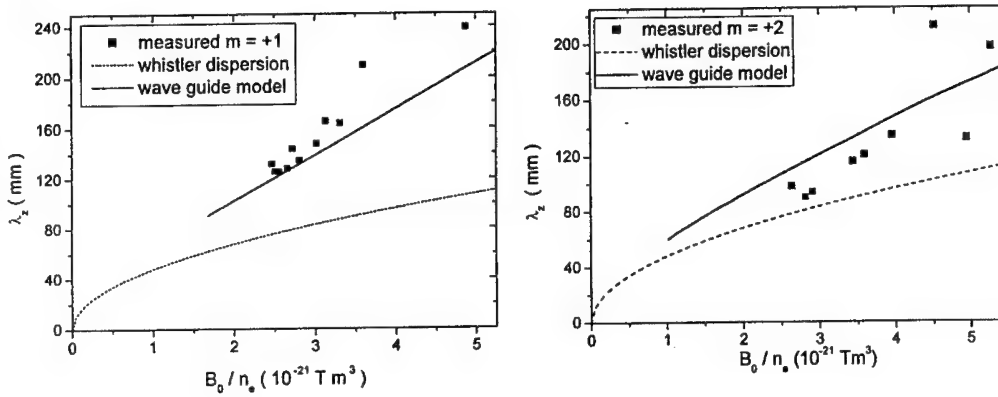 240
200
160
120
80
40
0
λz ( mm )
measured m = +1
whistler dispersion
wave guide model
0 1 2 3 4 5
B₀ / nₑ ( 10⁻²¹ T m³ )
200
160
120
80
40
0
λz ( mm )
measured m = +2
whistler dispersion
wave guide model
0 1 2 3 4 5
B₀ / nₑ (10⁻²¹ Tm³)